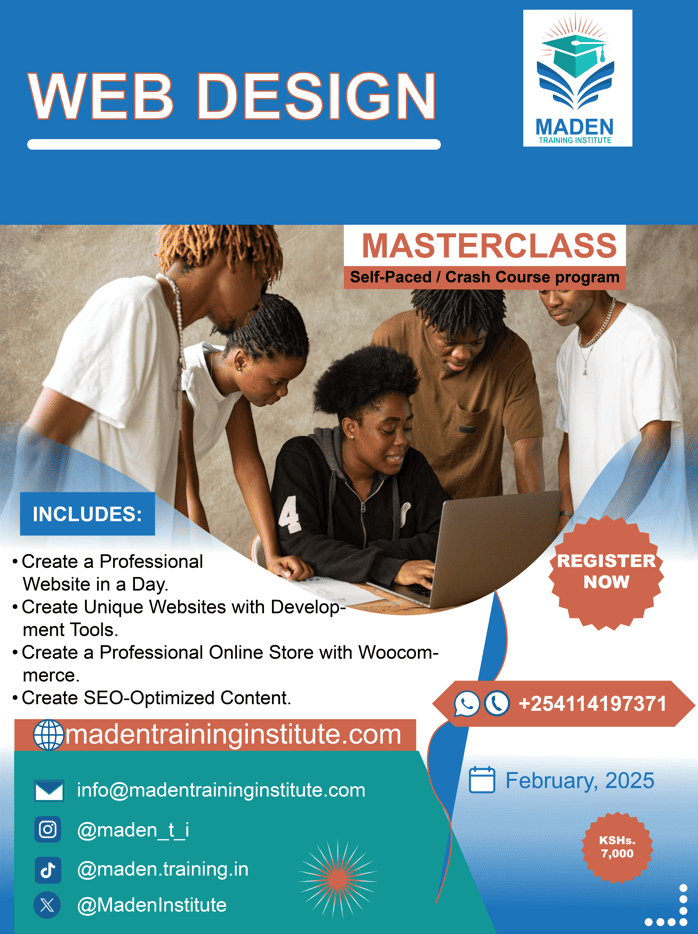 WEB DESIGN
MADEN
TRAINING INSTITUTE
MASTERCLASS
Self-Paced / Crash Course program
4
INCLUDES:
• Create a Professional
Website in a Day.
• Create Unique Websites with Develop-
ment Tools.
• Create a Professional Online Store with Woocom-
merce.
• Create SEO-Optimized Content.
REGISTER
NOW
+254114197371
madentraininginstitute.com
info@madentraininginstitute.com
@maden_t_i
@maden.training.in
@MadenInstitute
February, 2025
KSHs.
7,000